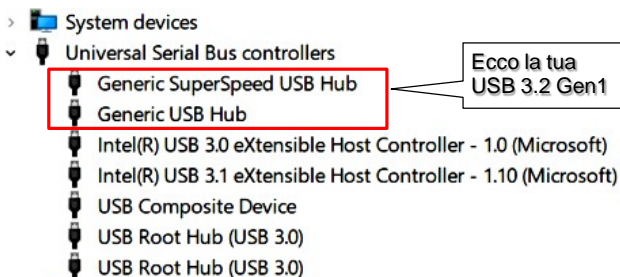 System devices
Universal Serial Bus controllers
Generic SuperSpeed USB Hub
Ecco la tua
USB 3.2 Gen1
Generic USB Hub
Intel(R) USB 3.0 eXtensible Host Controller - 1.0 (Microsoft)
Intel(R) USB 3.1 eXtensible Host Controller - 1.10 (Microsoft)
USB Composite Device
USB Root Hub (USB 3.0)
USB Root Hub (USB 3.0)